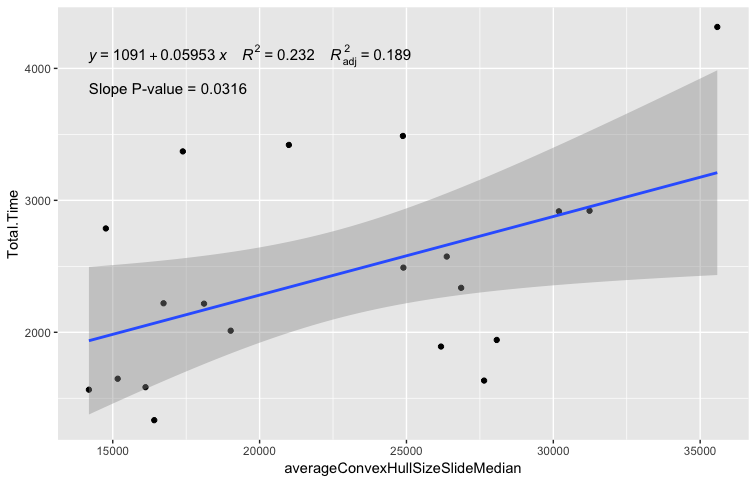 y = 1091 + 0.05953 x R² = 0.232 R²adj = 0.189
Slope P-value = 0.0316
4000
3000
2000
Total.Time
15000 20000 25000 30000 35000
averageConvexHullSizeSlideMedian